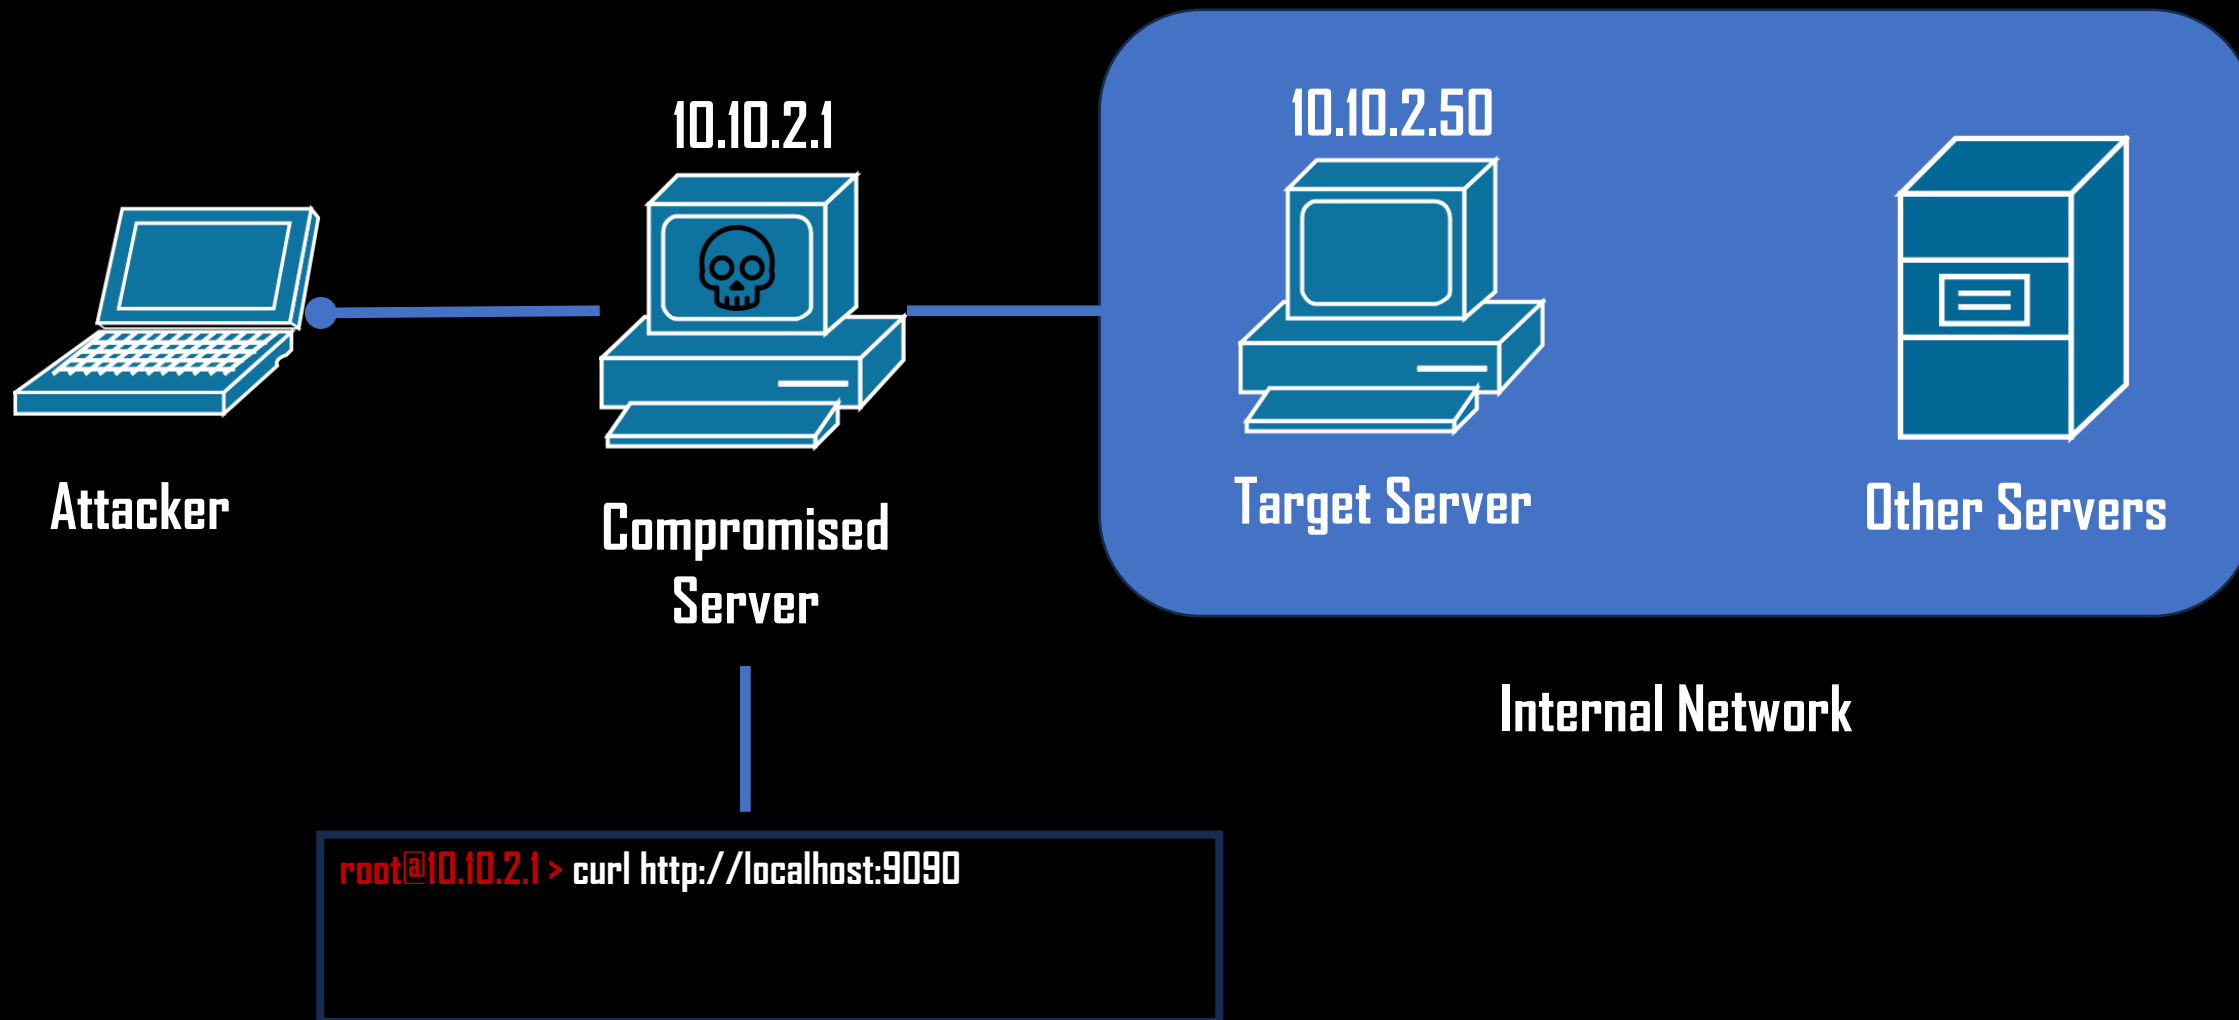 10.10.2.1
10.10.2.50
Attacker
Compromised
Server
Target Server
Other Servers
Internal Network
root@10.10.2.1 > curl http://localhost:9090